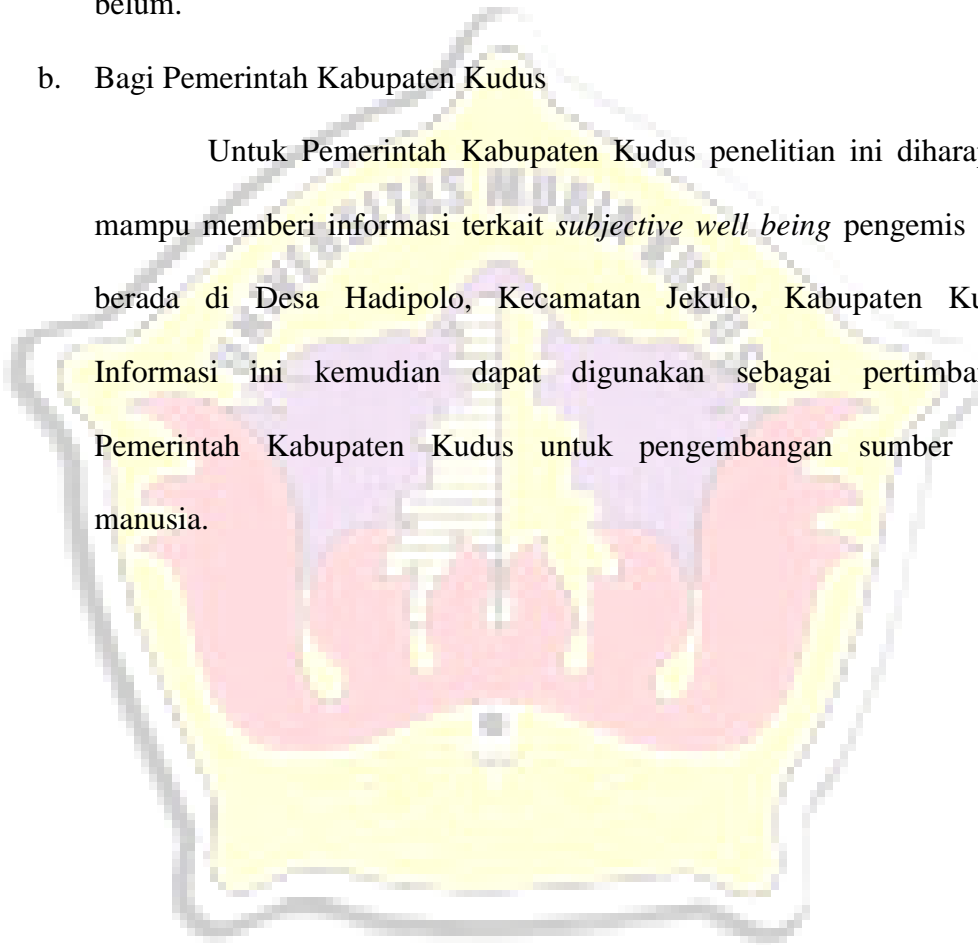 belum.
b. Bagi Pemerintah Kabupaten Kudus
Untuk Pemerintah Kabupaten Kudus penelitian ini diharap
mampu memberi informasi terkait subjective well being pengemis
berada di Desa Hadipolo, Kecamatan Jekulo, Kabupaten Ku
Informasi ini kemudian dapat digunakan sebagai pertimba
Pemerintah Kabupaten Kudus untuk pengembangan sumber
manusia.
MURIA KUDUS